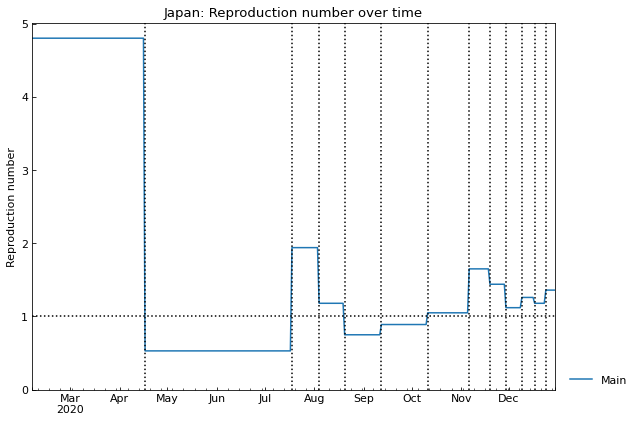 Japan: Reproduction number over time
Reproduction number
5
4
3
2
1
0
Mar Apr May Jun Jul Aug Sep Oct Nov Dec
2020
Main